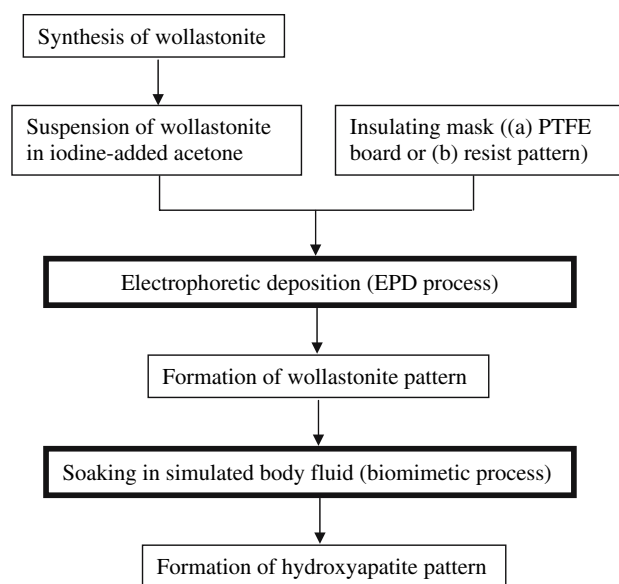 Synthesis of wollastonite
Suspension of wollastonite
in iodine-added acetone
Insulating mask ((a) PTFE
board or (b) resist pattern)
Electrophoretic deposition (EPD process)
Formation of wollastonite pattern
Soaking in simulated body fluid (biomimetic process)
Formation of hydroxyapatite pattern